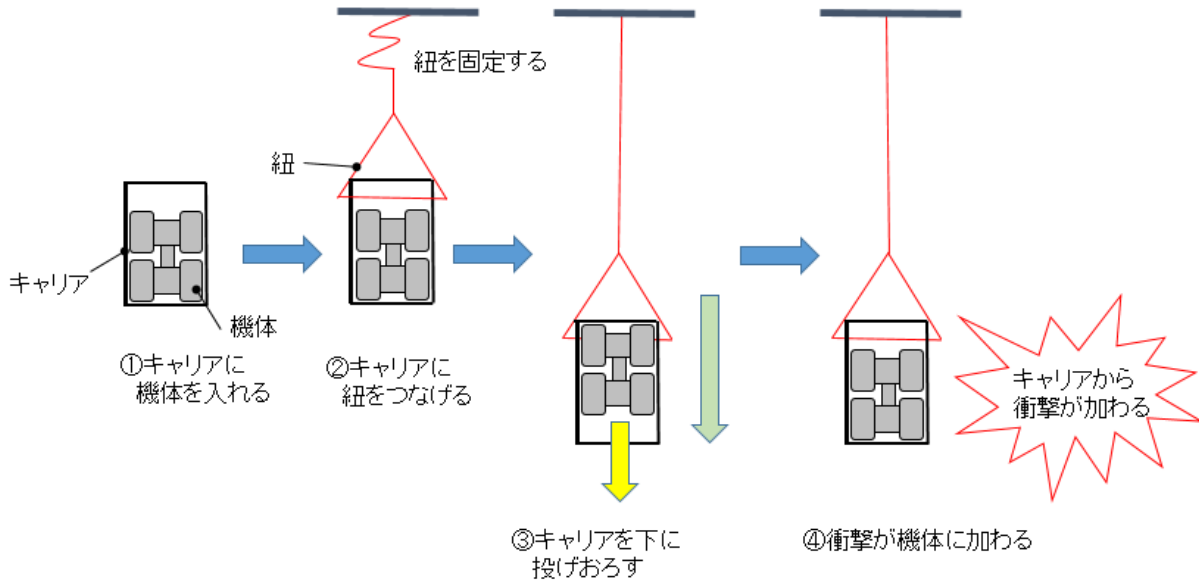 紐を固定する
紐
キャリア
機体
①キャリアに
機体を入れる
②キャリアに
紐をつなげる
③キャリアを下に
投げおろす
キャリアから
衝撃が加わる
④衝撃が機体に加わる